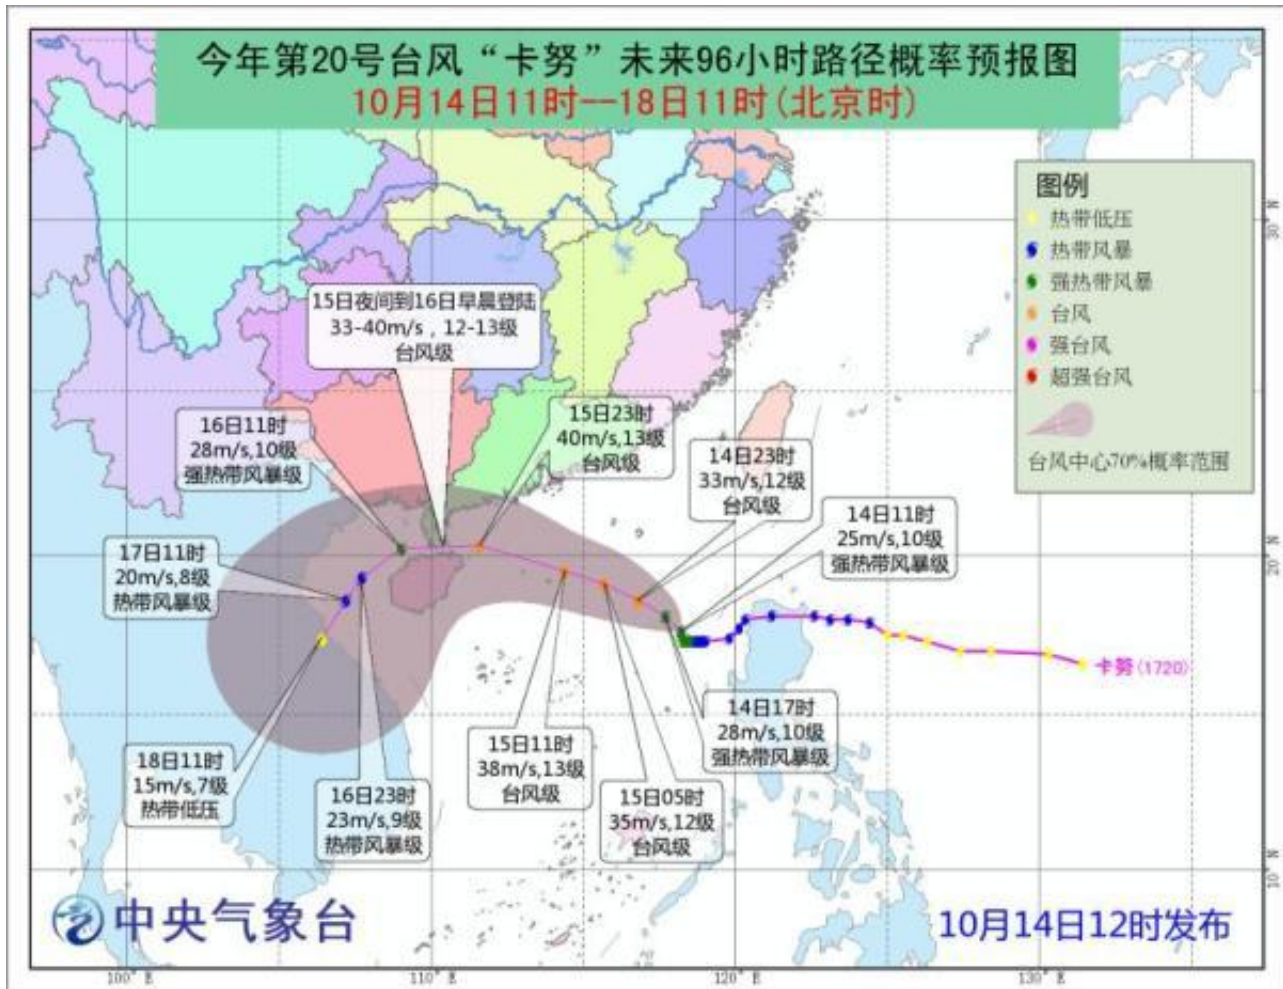 今年第20号台风“卡努”未来96小时路径概率预报图
10月14日11时--18日11时(北京时)
图例
热带低压
热带风暴
强热带风暴
台风
强台风
超强台风
台风中心70%概率范围
30°N
15日夜间到16日早晨登陆
33-40m/s，12-13级
台风级
16日11时
28m/s,10级
强热带风暴级
15日23时
40m/s,13级
台风级
14日23时
33m/s,12级
台风级
14日11时
25m/s,10级
强热带风暴级
20°N
17日11时
20m/s,8级
热带风暴级
卡努(1720)
14日17时
28m/s,10级
强热带风暴级
15日11时
38m/s,13级
台风级
18日11时
15m/s,7级
热带低压
16日23时
23m/s,9级
热带风暴级
15日05时
35m/s,12级
台风级
10°N
中央气象台
10月14日12时发布
100°E
110°E
120°E
130°E